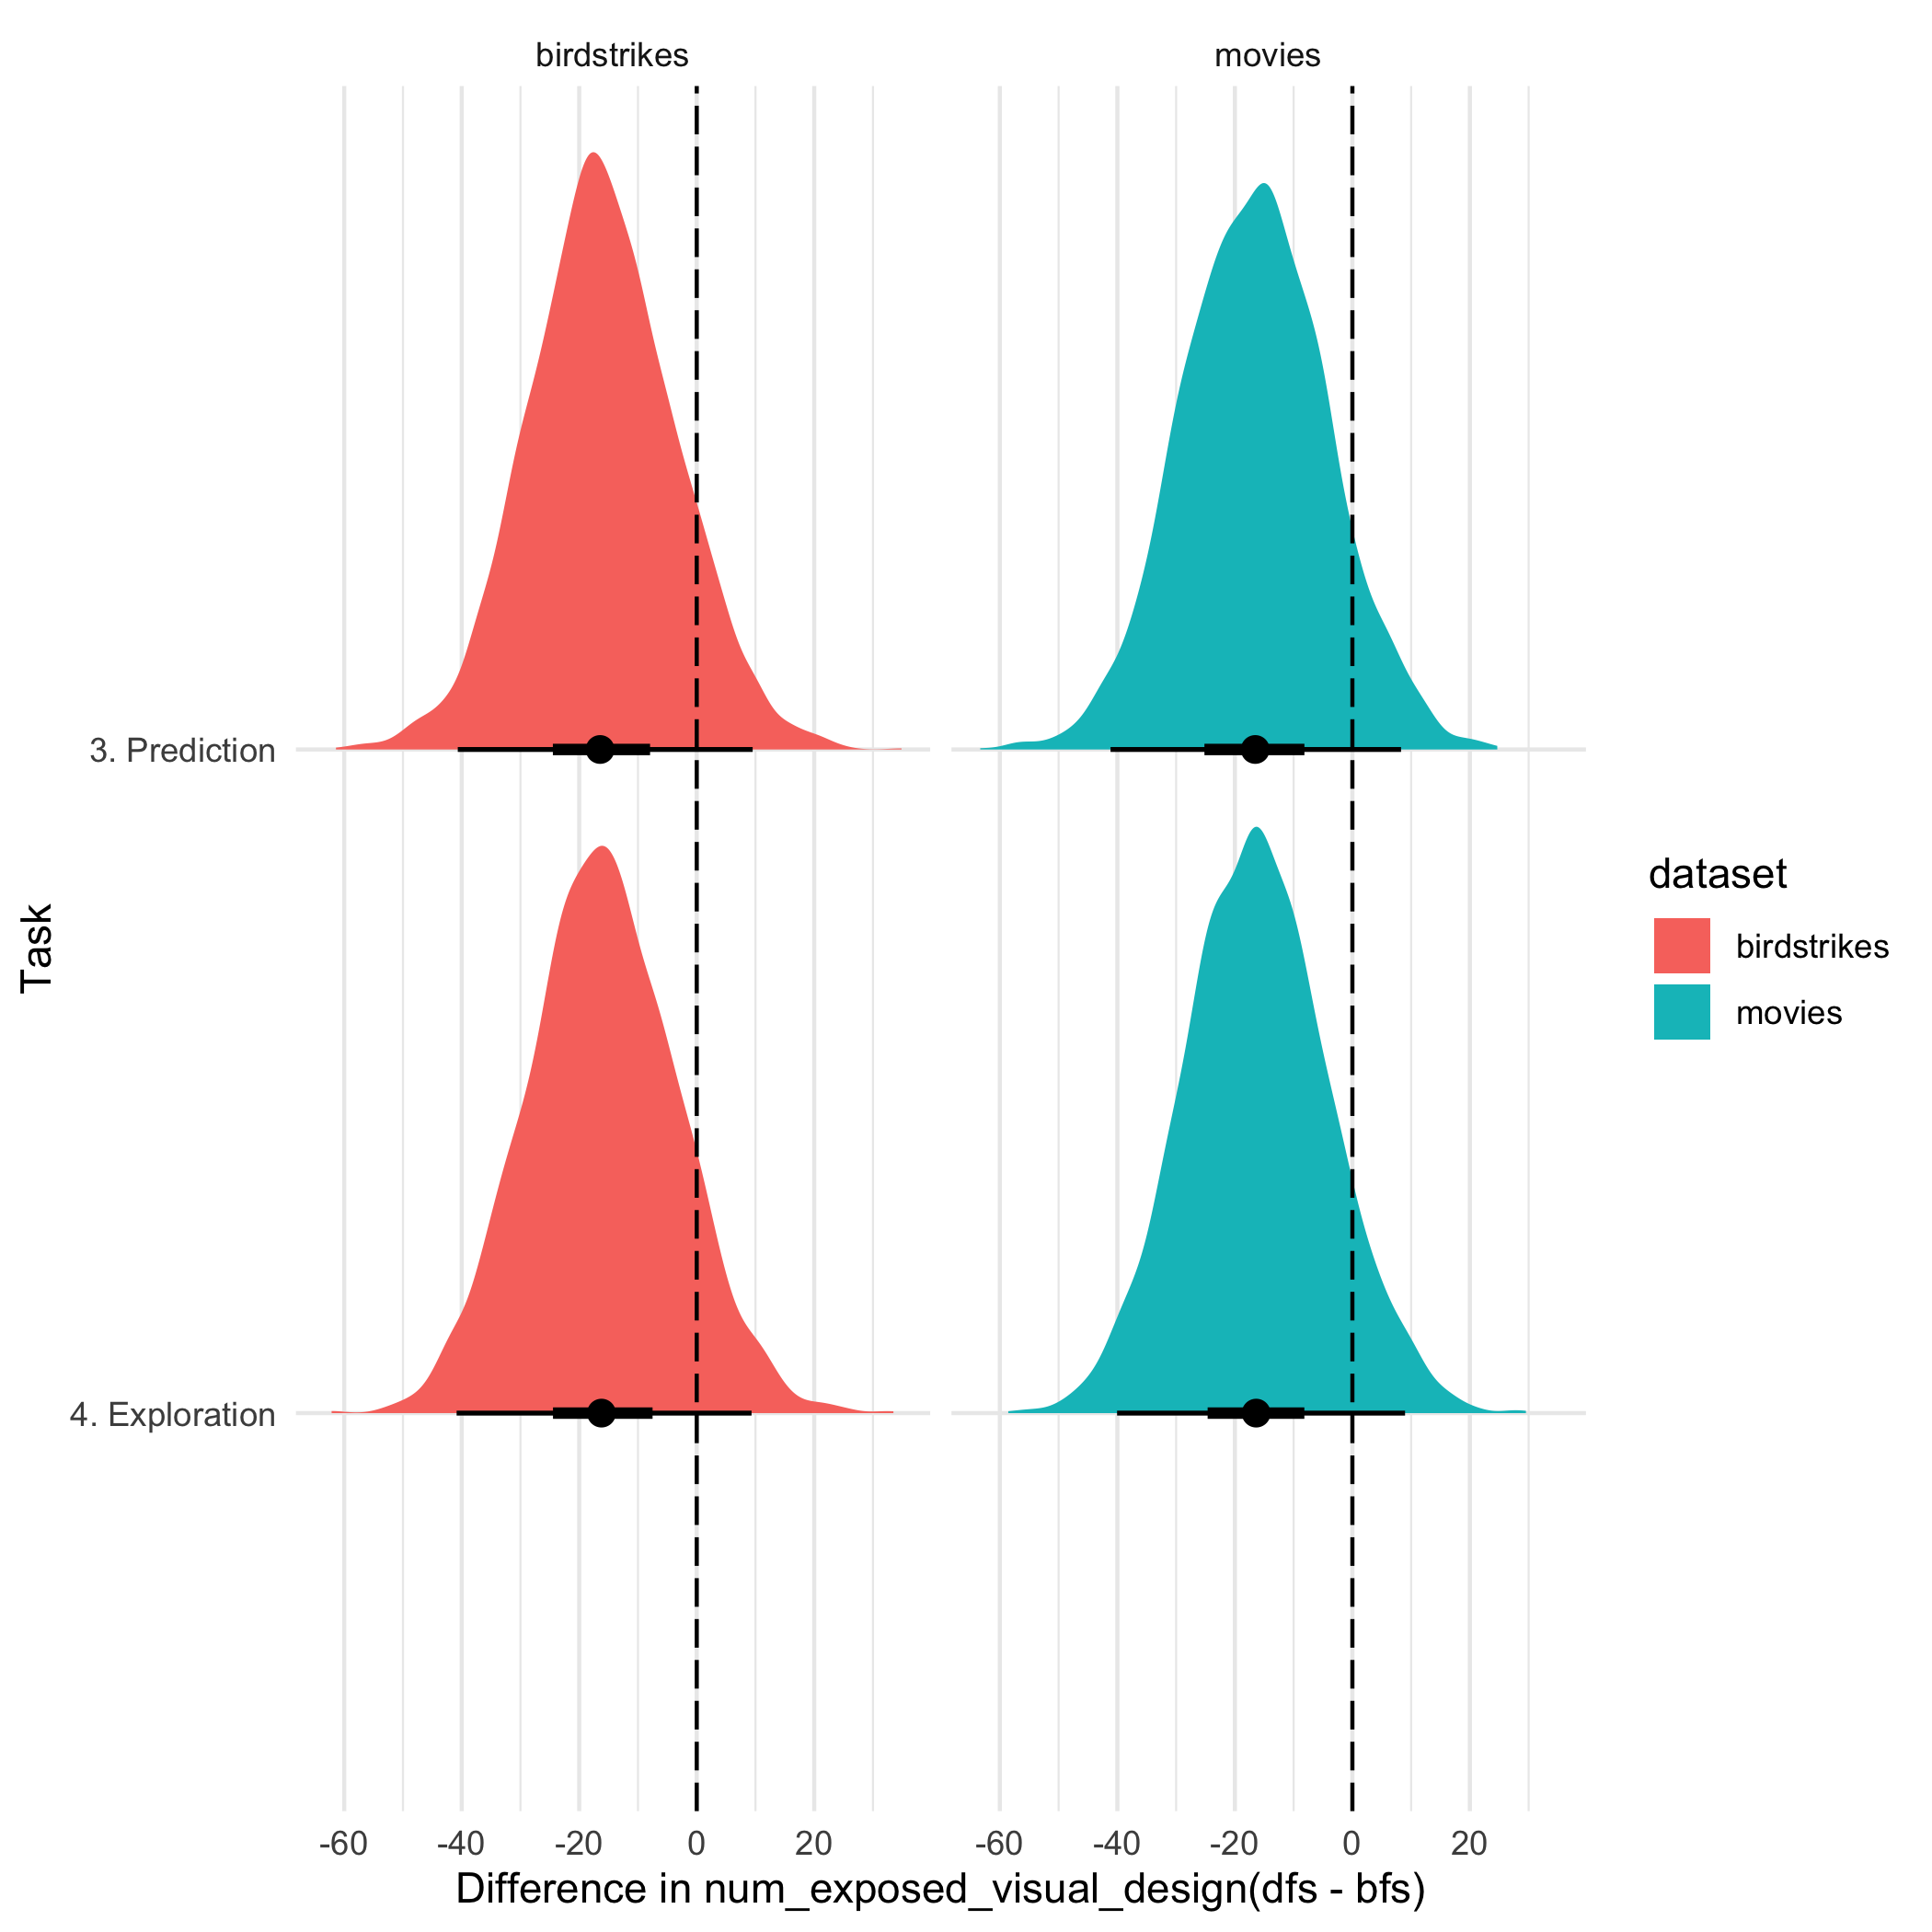 birdstrikes
movies
3. Prediction
4. Exploration
Task
-60
-40
-20
0
20
-60
-40
-20
0
20
Difference in num_exposed_visual_design(dfs - bfs)
dataset
birdstrikes
movies